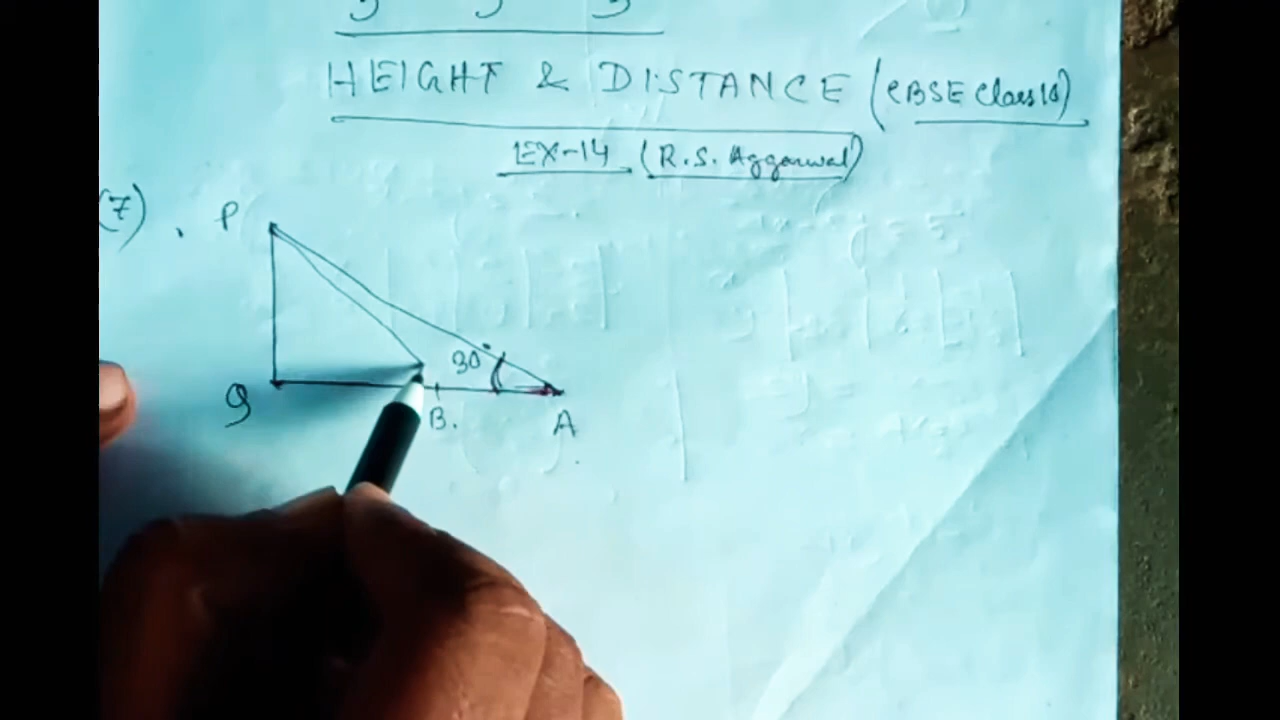 HEIGHT & DISTANCE (CBSE Class 10)
EX-14 (R.S. Aggarwal)
(7). P
30°
Q B. A